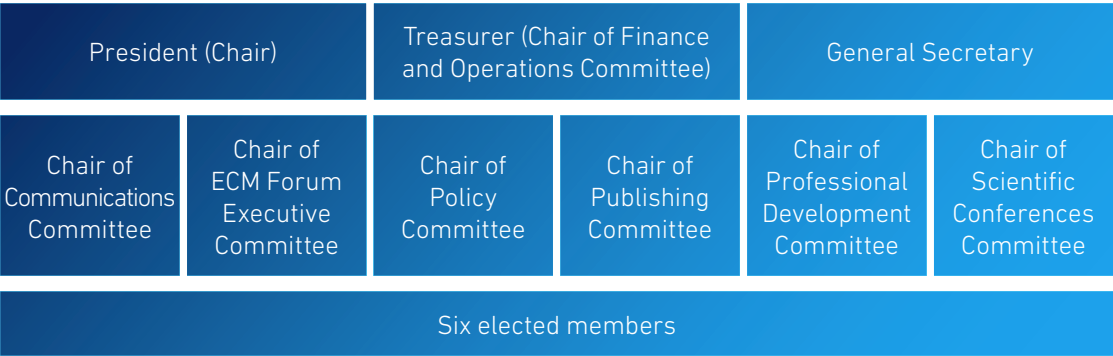 President (Chair)
Treasurer (Chair of Finance
and Operations Committee)
General Secretary
Chair of
Communications
Committee
Chair of
ECM Forum
Executive
Committee
Chair of
Policy
Committee
Chair of
Publishing
Committee
Chair of
Professional
Development
Committee
Chair of
Scientific
Conferences
Committee
Six elected members